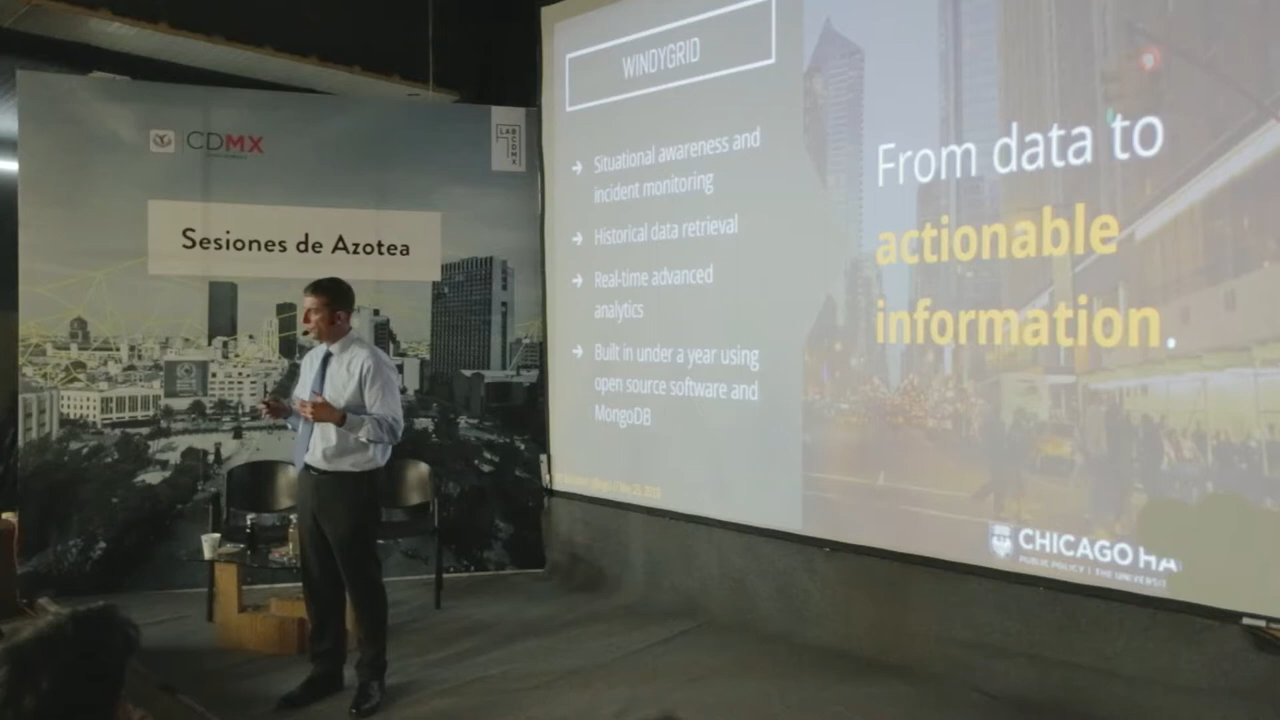 CDMX
LAB
CDMX
Sesiones de Azotea
WINDYGRID
Situational awareness and
incident monitoring
Historical data retrieval
Real-time advanced
analytics
Built in under a year using
open source software and
MongoDB
From data to
actionable
information.
CHICAGO HA
PUBLIC POLICY | THE UNIVERSIT